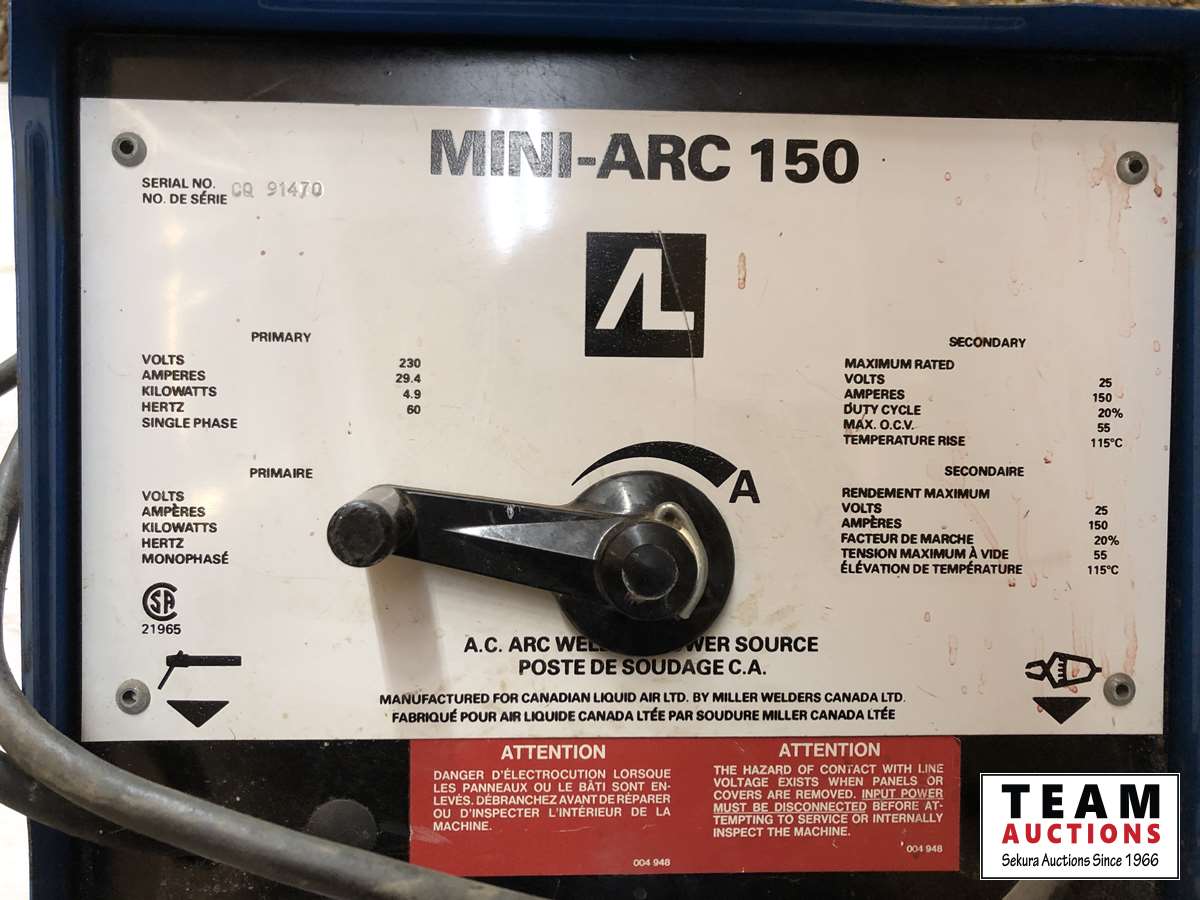 MINI-ARC 150
SERIAL NO.
NO. DE SÉRIE CQ 91470
AL
PRIMARY
VOLTS 230
AMPERES 29.4
KILOWATTS 4.9
HERTZ 60
SINGLE PHASE
SECONDARY
MAXIMUM RATED
VOLTS 25
AMPERES 150
DUTY CYCLE 20%
MAX. O.C.V. 55
TEMPERATURE RISE 115°C
PRIMAIRE
VOLTS
AMPÈRES
KILOWATTS
HERTZ
MONOPHASÉ
SECONDAIRE
RENDEMENT MAXIMUM
VOLTS 25
AMPÈRES 150
FACTEUR DE MARCHE 20%
TENSION MAXIMUM À VIDE 55
ÉLÉVATION DE TEMPÉRATURE 115°C
A
CSA
21965
A.C. ARC SOURCE
POSTE DE SOUDAGE C.A.
MANUFACTURED FOR CANADIAN LIQUID AIR LTD. BY MILLER WELDERS CANADA LTD.
FABRIQUÉ POUR AIR LIQUIDE CANADA LTÉE PAR SOUDURE MILLER CANADA LTÉE
ATTENTION
DANGER D'ÉLECTROCUTION LORSQUE
LES PANNEAUX OU LE BÂTI SONT EN-
LEVÉS. DÉBRANCHEZ AVANT DE RÉPARER
OU D'INSPECTER L'INTÉRIEUR DE LA
MACHINE.
004 948
ATTENTION
THE HAZARD OF CONTACT WITH LINE
VOLTAGE EXISTS WHEN PANELS OR
COVERS ARE REMOVED. INPUT POWER
MUST BE DISCONNECTED BEFORE AT-
TEMPTING TO SERVICE OR INTERNALLY
INSPECT THE MACHINE.
004 948
TEAM
AUCTIONS
Sekura Auctions Since 1966